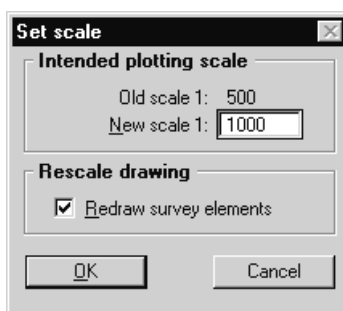 Set scale
Intended plotting scale
Old scale 1: 500
New scale 1: 1000
Rescale drawing
Redraw survey elements
OK Cancel